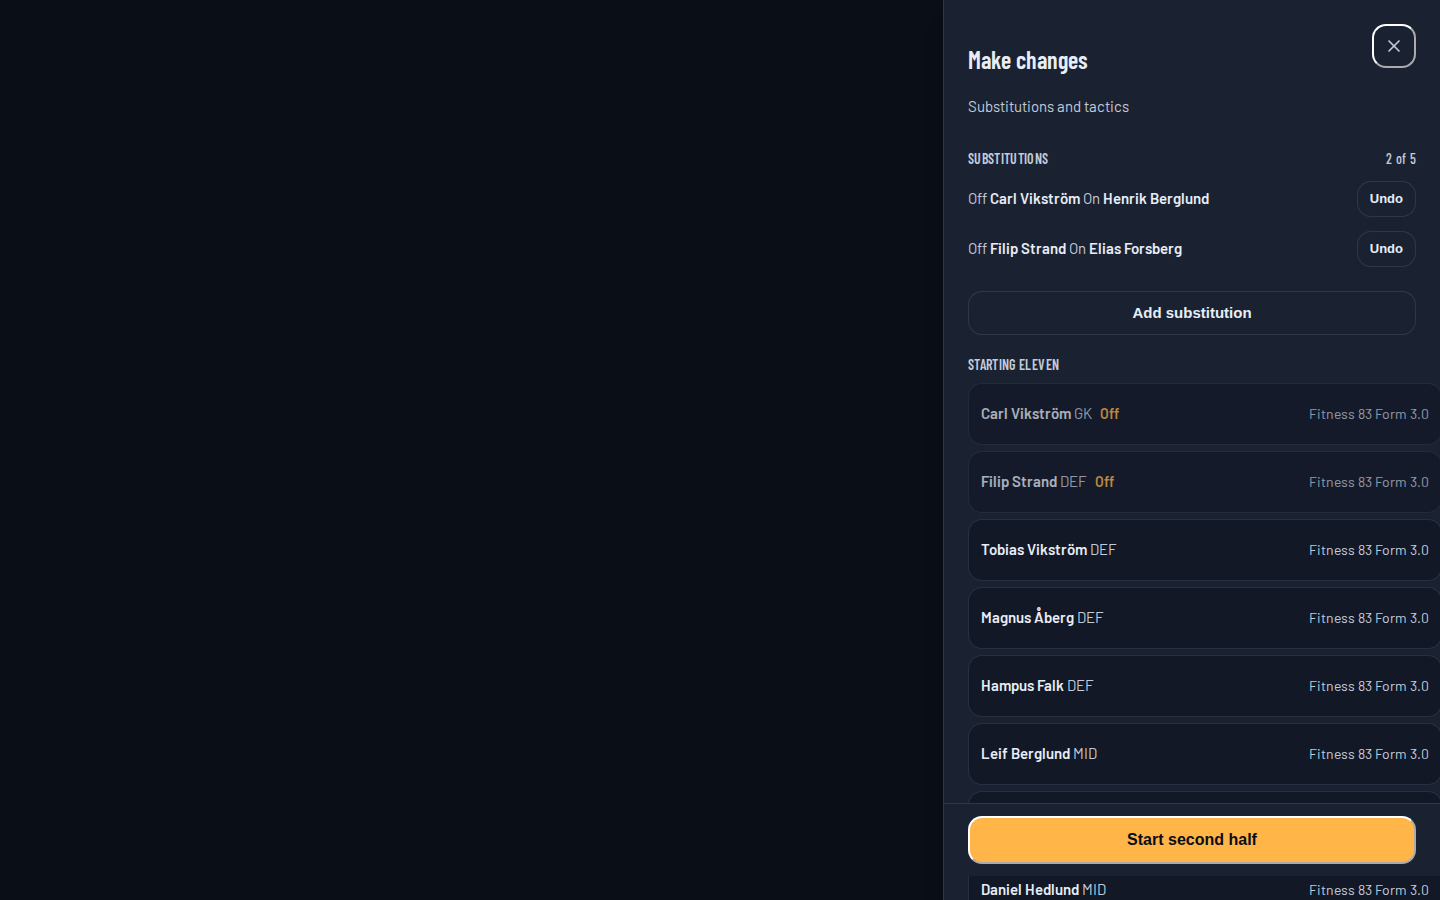 Make changes
Substitutions and tactics
SUBSTITUTIONS 2 of 5
Off Carl Vikström On Henrik Berglund Undo
Off Filip Strand On Elias Forsberg Undo
Add substitution
STARTING ELEVEN
Carl Vikström GK Off Fitness 83 Form 3.0
Filip Strand DEF Off Fitness 83 Form 3.0
Tobias Vikström DEF Fitness 83 Form 3.0
Magnus Åberg DEF Fitness 83 Form 3.0
Hampus Falk DEF Fitness 83 Form 3.0
Leif Berglund MID Fitness 83 Form 3.0
Start second half
Daniel Hedlund MID Fitness 83 Form 3.0